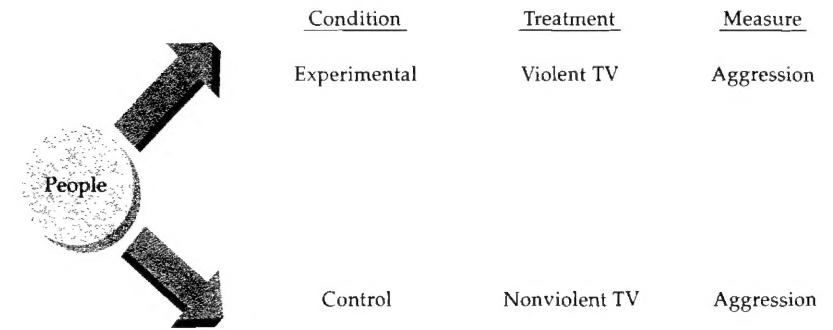 Condition Treatment Measure
Experimental Violent TV Aggression
People
Control Nonviolent TV Aggression